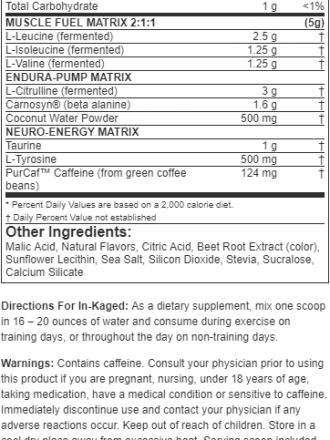 Total Carbohydrate 1 g <1%
MUSCLE FUEL MATRIX 2:1:1 (5g)
L-Leucine (fermented) 2.5 g †
L-Isoleucine (fermented) 1.25 g †
L-Valine (fermented) 1.25 g †
ENDURA-PUMP MATRIX
L-Citrulline (fermented) 3 g †
Carnosyn® (beta alanine) 1.6 g †
Coconut Water Powder 500 mg †
NEURO-ENERGY MATRIX
Taurine 1 g †
L-Tyrosine 500 mg †
PurCaf™ Caffeine (from green coffee 124 mg †
beans)
* Percent Daily Values are based on a 2,000 calorie diet.
† Daily Percent Value not established
Other Ingredients:
Malic Acid, Natural Flavors, Citric Acid, Beet Root Extract (color),
Sunflower Lecithin, Sea Salt, Silicon Dioxide, Stevia, Sucralose,
Calcium Silicate
Directions For In-Kaged: As a dietary supplement, mix one scoop
in 16 – 20 ounces of water and consume during exercise on
training days, or throughout the day on non-training days.
Warnings: Contains caffeine. Consult your physician prior to using
this product if you are pregnant, nursing, under 18 years of age,
taking medication, have a medical condition or sensitive to caffeine.
Immediately discontinue use and contact your physician if any
adverse reactions occur. Keep out of reach of children. Store in a
cool dry place away from excessive heat. Serving scoop included